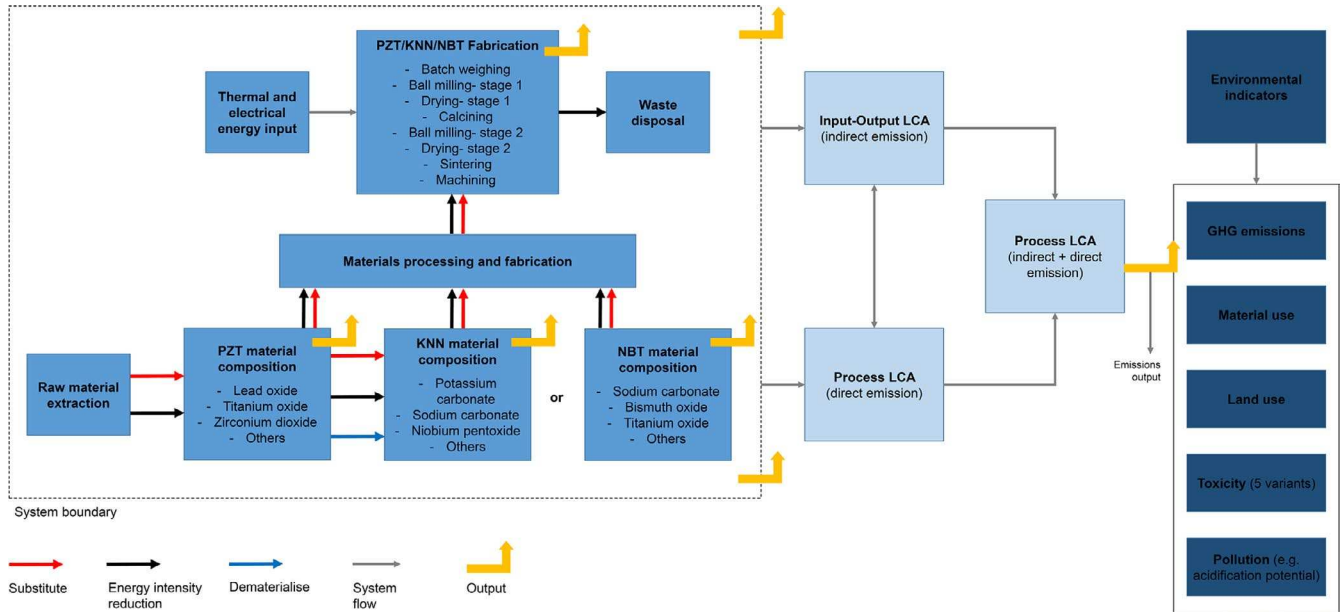 PZT/KNN/NBT Fabrication
- Batch weighing
- Ball milling- stage 1
- Drying- stage 1
- Calcining
- Ball milling- stage 2
- Drying- stage 2
- Sintering
- Machining
Thermal and
electrical
energy input
Waste
disposal
Materials processing and fabrication
Raw material
extraction
PZT material
composition
- Lead oxide
- Titanium oxide
- Zirconium dioxide
- Others
KNN material
composition
- Potassium
carbonate
- Sodium carbonate
- Niobium pentoxide
- Others
or
NBT material
composition
- Sodium carbonate
- Bismuth oxide
- Titanium oxide
- Others
System boundary
Input-Output LCA
(indirect emission)
Process LCA
(direct emission)
Process LCA
(indirect + direct
emission)
Emissions
output
Environmental
indicators
GHG emissions
Material use
Land use
Toxicity (5 variants)
Pollution (e.g.
acidification potential)
Substitute
Energy intensity
reduction
Dematerialise
System
flow
Output